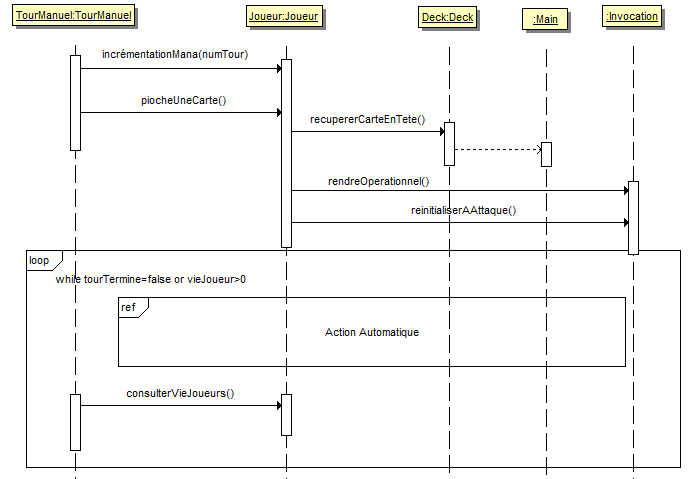 TourManuel:TourManuel
Joueur:Joueur
Deck:Deck
:Main
:Invocation
incrémentationMana(numTour)
piocheUneCarte()
recupererCarteEnTete()
rendreOperationnel()
reinitialiserAAttaque()
loop
while tourTermine=false or vieJoueur>0
ref
Action Automatique
consulterVieJoueurs()